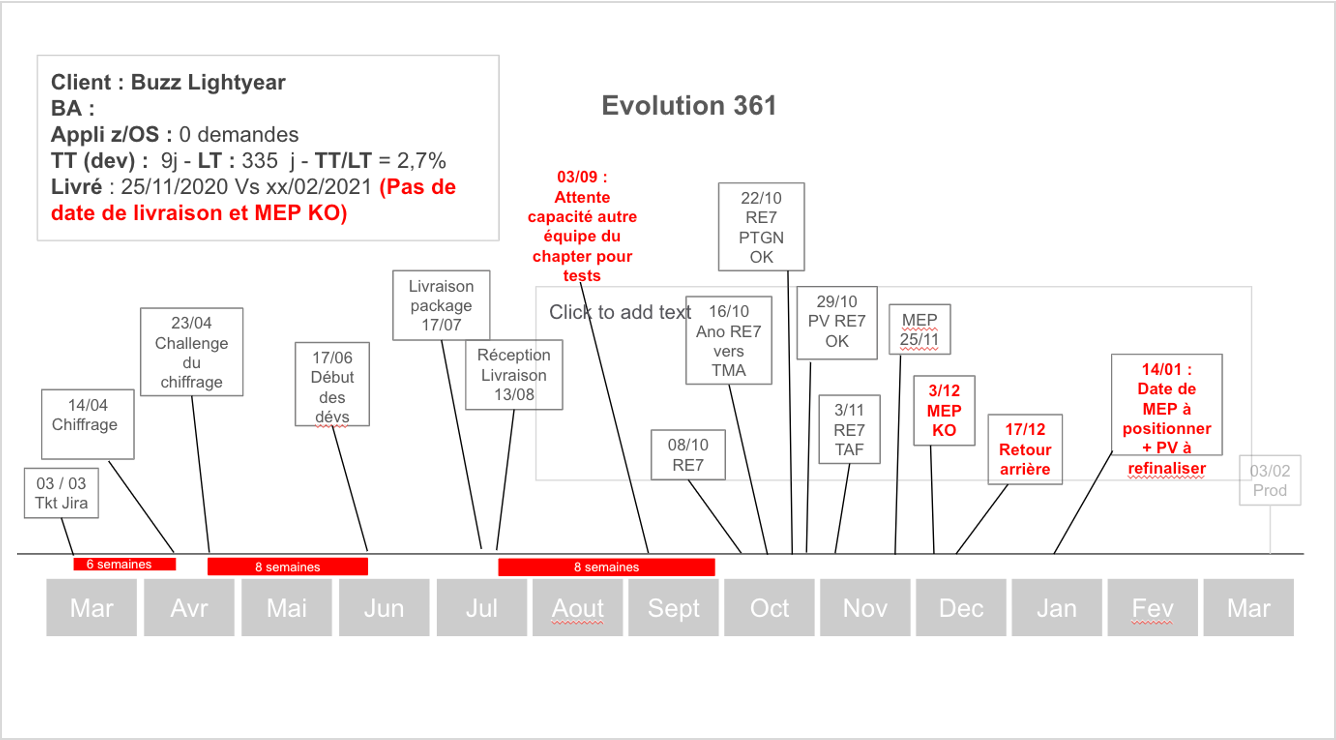 Client : Buzz Lightyear
BA :
Appli z/OS : 0 demandes
TT (dev) :  9j - LT : 335  j - TT/LT = 2,7%
Livré : 25/11/2020 Vs xx/02/2021 (Pas de
date de livraison et MEP KO)
Evolution 361
03/09 :
Attente
capacité autre
équipe du
chapter pour
tests
22/10
RE7
PTGN
OK
Livraison
package
17/07
Click to add text
16/10
Ano RE7
vers
TMA
29/10
PV RE7
OK
MEP
25/11
23/04
Challenge
du
chiffrage
17/06
Début
des
dévs
Réception
Livraison
13/08
14/01 :
Date de
MEP à
positionner
+ PV à
refinaliser
14/04
Chiffrage
3/12
MEP
KO
3/11
RE7
TAF
17/12
Retour
arrière
08/10
RE7
03 / 03
Tkt Jira
03/02
Prod
6 semaines
8 semaines
8 semaines
Mar
Avr
Mai
Jun
Jul
Aout
Sept
Oct
Nov
Dec
Jan
Fev
Mar